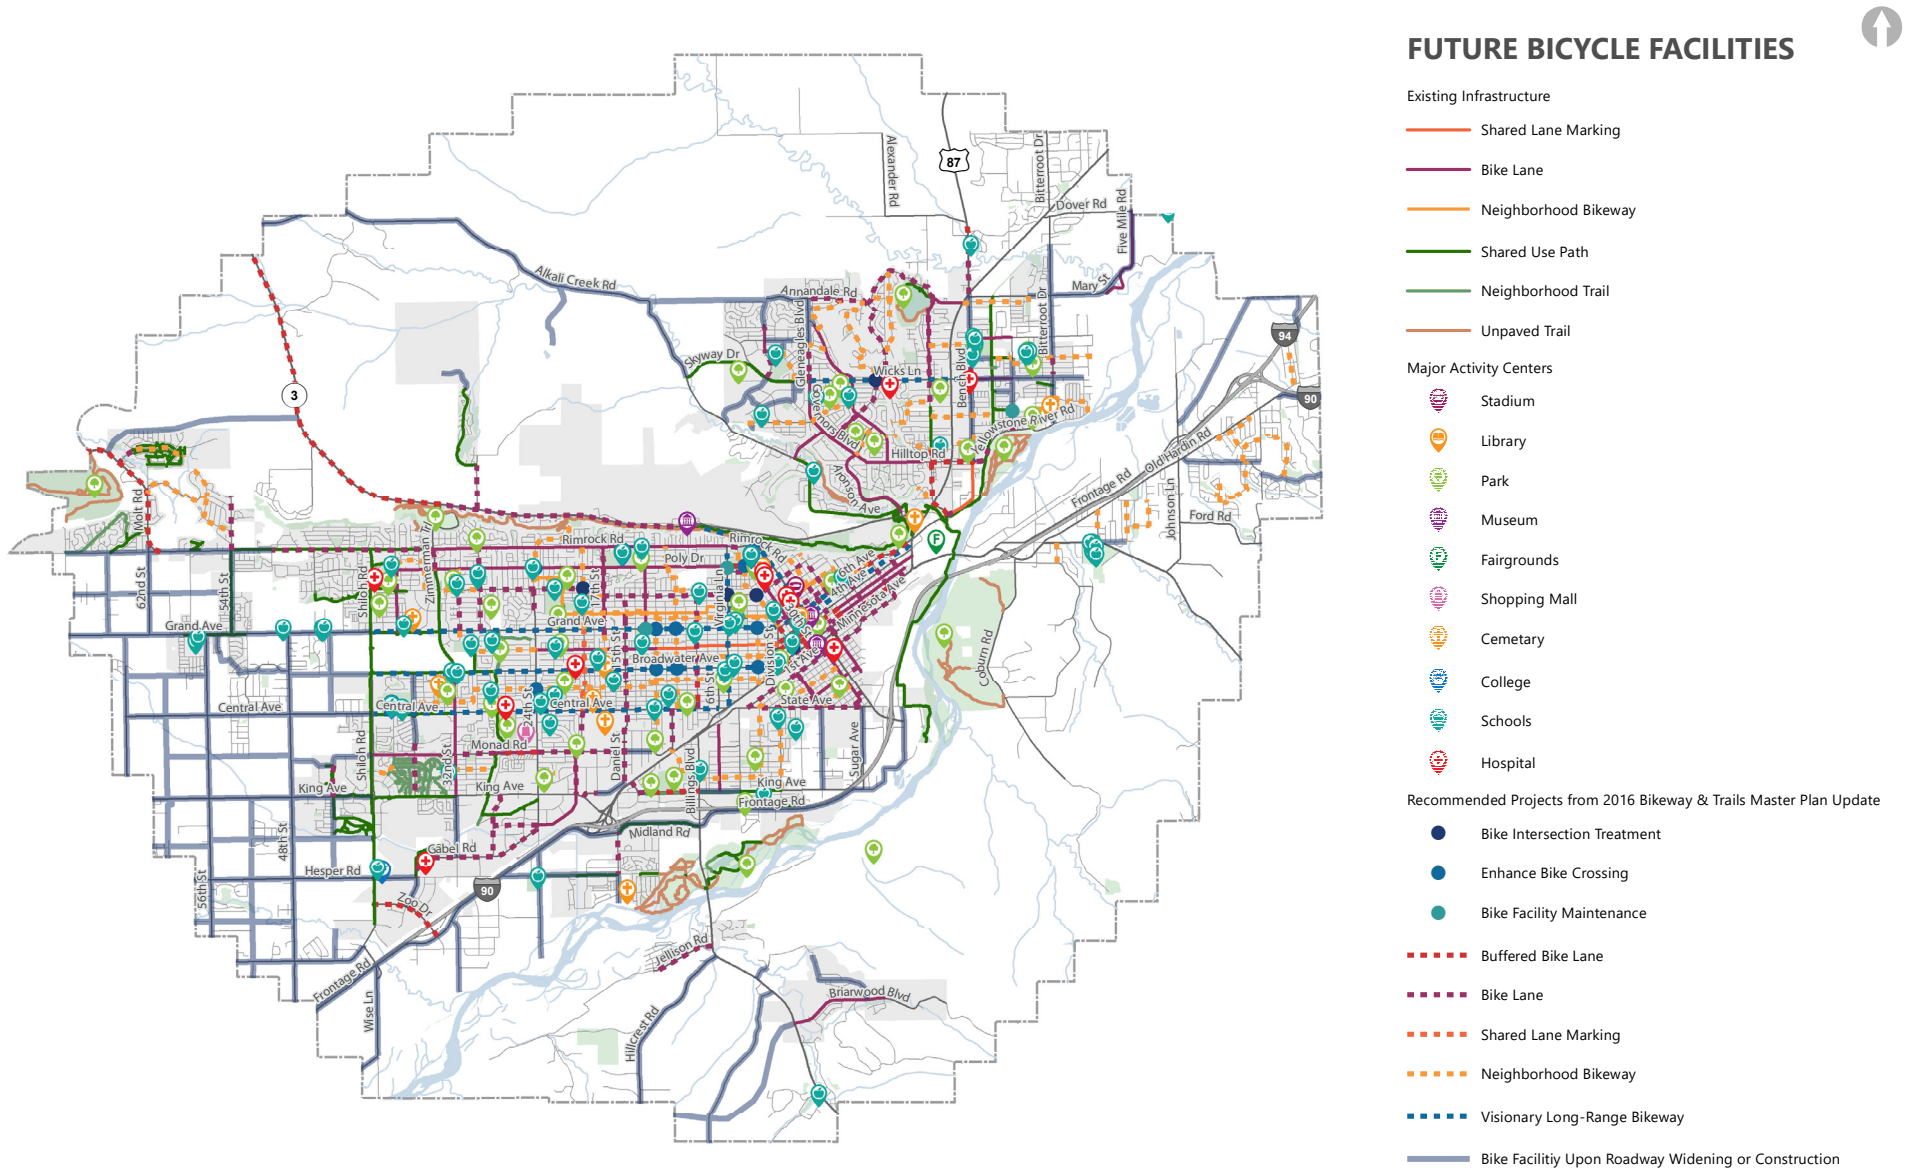 FUTURE BICYCLE FACILITIES
Existing Infrastructure
Shared Lane Marking
Bike Lane
Neighborhood Bikeway
Shared Use Path
Neighborhood Trail
Unpaved Trail
Major Activity Centers
Stadium
Library
Park
Museum
Fairgrounds
Shopping Mall
Cemetary
College
Schools
Hospital
Recommended Projects from 2016 Bikeway & Trails Master Plan Update
Bike Intersection Treatment
Enhance Bike Crossing
Bike Facility Maintenance
Buffered Bike Lane
Bike Lane
Shared Lane Marking
Neighborhood Bikeway
Visionary Long-Range Bikeway
Bike Facilitiy Upon Roadway Widening or Construction
87
Alexander Rd
Bitterroot Dr
Dover Rd
Five Mile Rd
Mary St
Alkali Creek Rd
Annandale Rd
Gleneagles Blvd
Bitterroot Dr
94
90
3
Skyway Dr
Wicks Ln
Bench Blvd
Governors Blvd
Yellowstone River Rd
Hilltop Rd
Aronson Ave
Old Hardin Rd
Frontage Rd
Johnson Ln
Ford Rd
Molt Rd
Zimmerman Trl
Rimrock Rd
Rimrock Rd
Poly Dr
F
6th Ave
4th Ave
Minnesota Ave
62nd St
54th St
Shiloh Rd
17th St
Virginia Ln
30th St
Grand Ave
Grand Ave
15th St
Broadwater Ave
Division St
1st Ave
Coburn Rd
6th St
State Ave
Central Ave
Central Ave
Central Ave
24th St
Monad Rd
Shiloh Rd
32nd St
Daniel St
Billings Blvd
Sugar Ave
King Ave
King Ave
King Ave
Frontage Rd
Midland Rd
48th St
Gabel Rd
Hesper Rd
56th St
90
Zoo Dr
Frontage Rd
Wise Ln
Jellison Rd
Hillcrest Rd
Briarwood Blvd